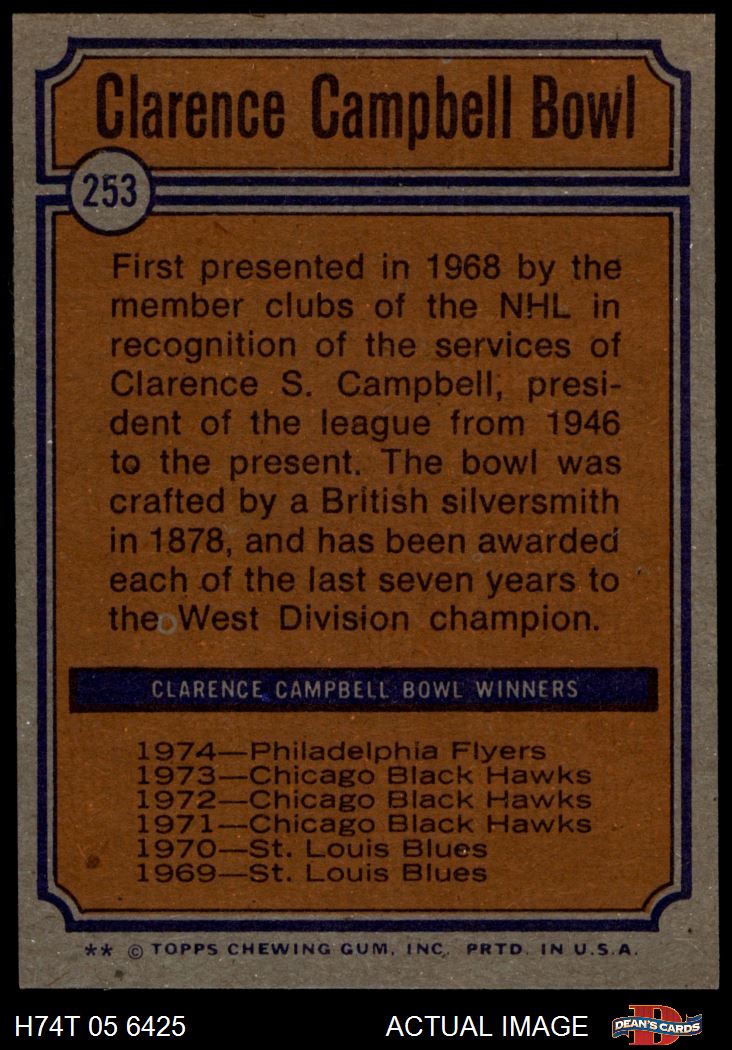 Clarence Campbell Bowl
253
First presented in 1968 by the
member clubs of the NHL in
recognition of the services of
Clarence S. Campbell, presi-
dent of the league from 1946
to the present. The bowl was
crafted by a British silversmith
in 1878, and has been awarded
each of the last seven years to
the West Division champion.
CLARENCE CAMPBELL BOWL WINNERS
1974—Philadelphia Flyers
1973—Chicago Black Hawks
1972—Chicago Black Hawks
1971—Chicago Black Hawks
1970—St. Louis Blues
1969—St. Louis Blues
** © TOPPS CHEWING GUM, INC. PRTD. IN U.S.A.
H74T 05 6425 ACTUAL IMAGE DEAN'S CARDS